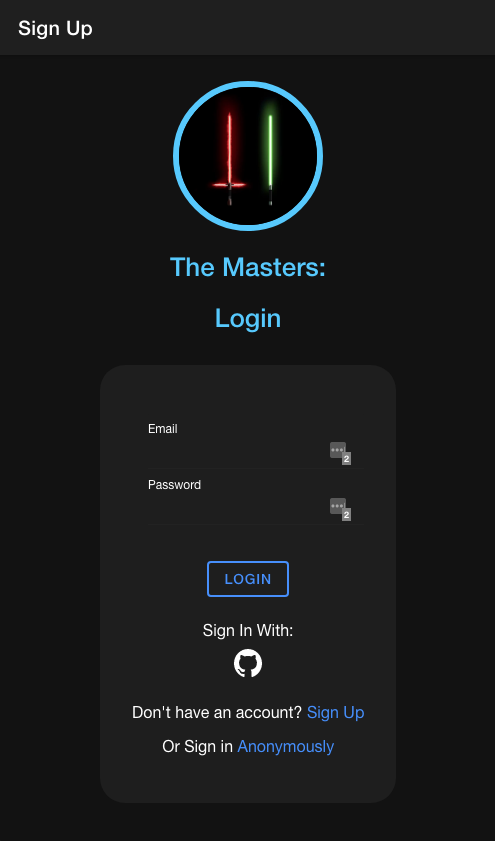 Sign Up
The Masters:
Login
Email
2
Password
2
LOGIN
Sign In With:
Don't have an account? Sign Up
Or Sign in Anonymously